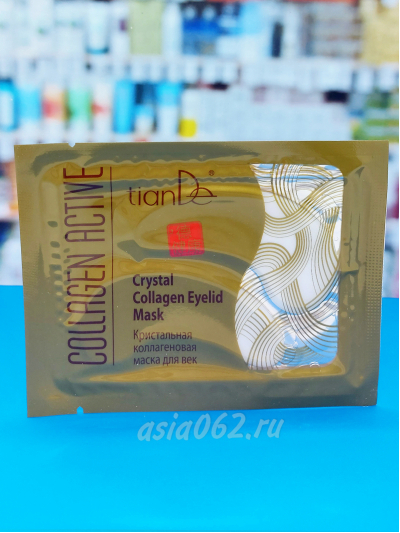 COLLAGEN ACTIVE
tianDe®
Crystal
Collagen Eyelid
Mask
Кристальная
коллагеновая
маска для век
asia062.ru